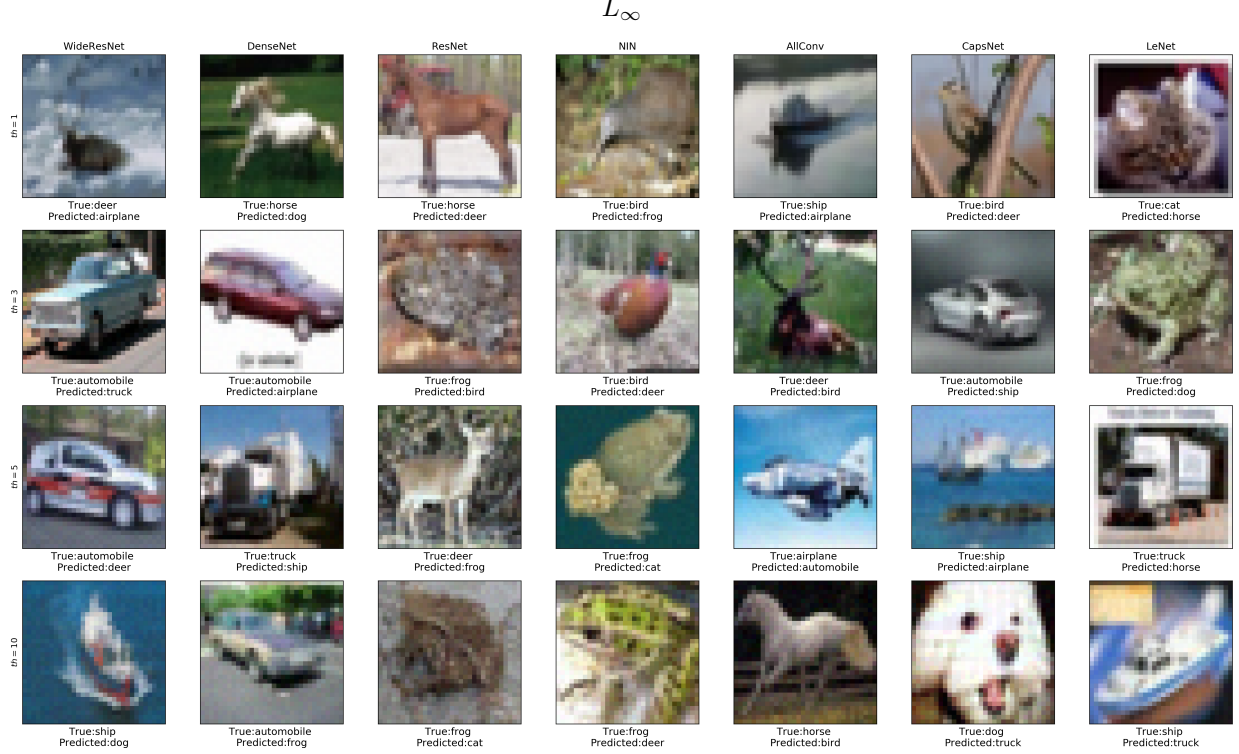 L∞
WideResNet DenseNet ResNet NIN AllConv CapsNet LeNet
th = 1
True:deer True:horse True:horse True:bird True:ship True:bird True:cat
Predicted:airplane Predicted:dog Predicted:deer Predicted:frog Predicted:airplane Predicted:deer Predicted:horse
th = 3
True:automobile True:automobile True:frog True:bird True:deer True:automobile True:frog
Predicted:truck Predicted:airplane Predicted:bird Predicted:deer Predicted:bird Predicted:ship Predicted:dog
th = 5
True:automobile True:truck True:deer True:frog True:airplane True:ship True:truck
Predicted:deer Predicted:ship Predicted:frog Predicted:cat Predicted:automobile Predicted:airplane Predicted:horse
th = 10
True:ship True:automobile True:frog True:frog True:horse True:dog True:ship
Predicted:dog Predicted:frog Predicted:cat Predicted:deer Predicted:bird Predicted:truck Predicted:truck